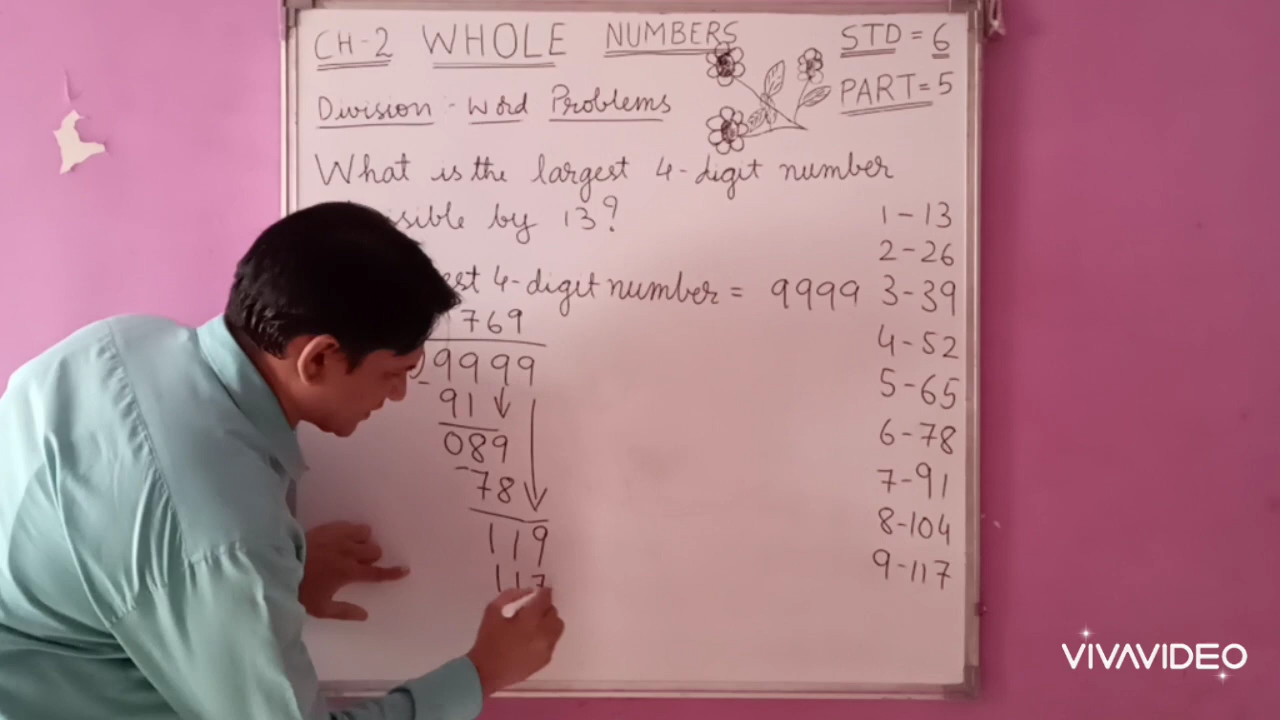 CH-2 WHOLE NUMBERS STD = 6
PART = 5
Division - Word Problems
What is the largest 4-digit number
by 13?
4-digit number = 9999
769
9999
- 91
089
- 78
119
117
1-13
2-26
3-39
4-52
5-65
6-78
7-91
8-104
9-117
VIVAVIDEO